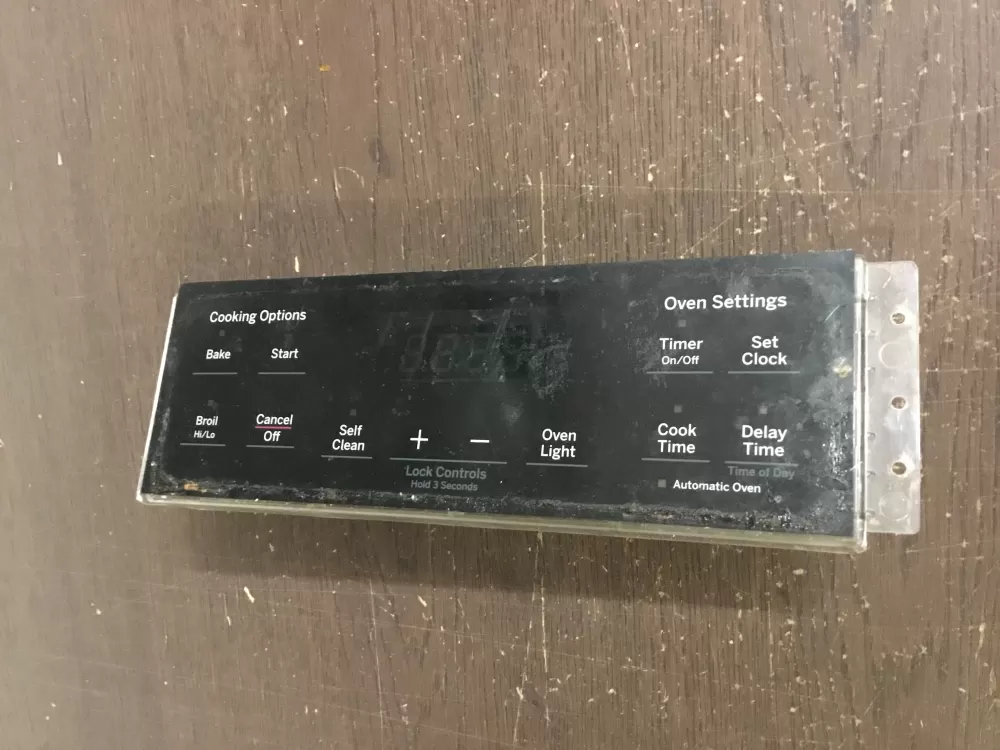 Cooking Options
Bake
Start
Broil
Hi/Lo
Cancel
Off
Self
Clean
+
−
Lock Controls
Hold 3 Seconds
Oven
Light
Oven Settings
Timer
On/Off
Set
Clock
Cook
Time
Delay
Time
Time of Day
Automatic Oven